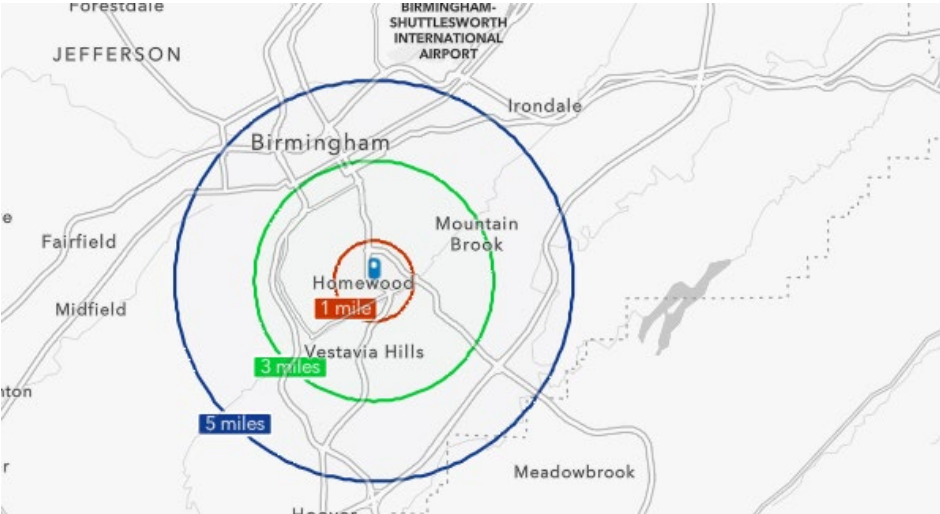 Forestdale
BIRMINGHAM-
SHUTTLESWORTH
INTERNATIONAL
AIRPORT
JEFFERSON
Irondale
Birmingham
Mountain
Brook
Fairfield
Homewood
1 mile
Midfield
Vestavia Hills
3 miles
5 miles
Meadowbrook
Hoover